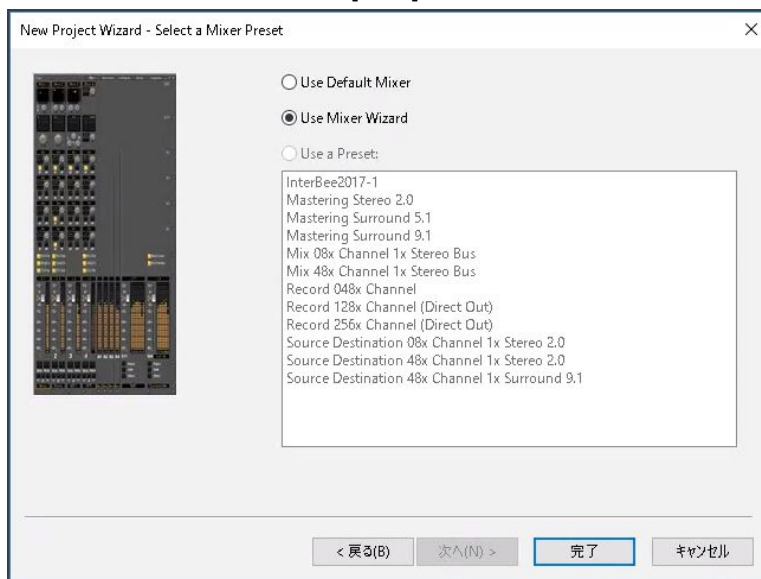 New Project Wizard - Select a Mixer Preset
Use Default Mixer
Use Mixer Wizard
Use a Preset:
InterBee2017-1
Mastering Stereo 2.0
Mastering Surround 5.1
Mastering Surround 9.1
Mix 08x Channel 1x Stereo Bus
Mix 48x Channel 1x Stereo Bus
Record 048x Channel
Record 128x Channel (Direct Out)
Record 256x Channel (Direct Out)
Source Destination 08x Channel 1x Stereo 2.0
Source Destination 48x Channel 1x Stereo 2.0
Source Destination 48x Channel 1x Surround 9.1
< 戻る(B) 次へ(N) > 完了 キャンセル